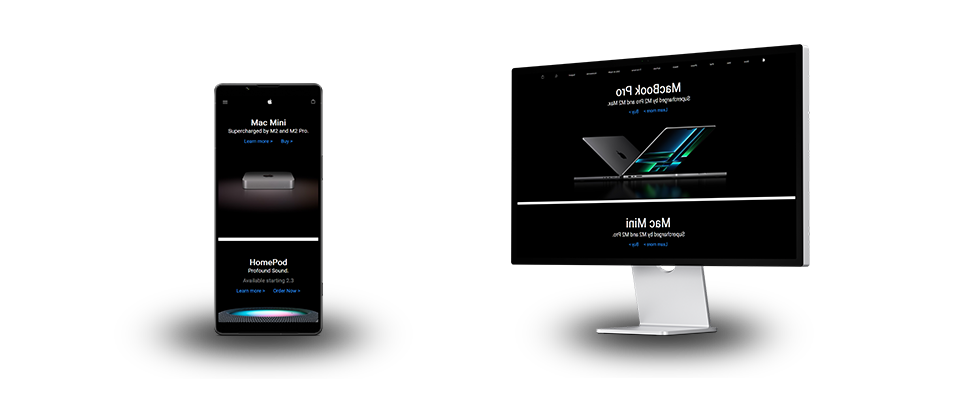 Mac Mini
Supercharged by M2 and M2 Pro.
Learn more > Buy >
HomePod
Profound Sound.
Available starting 2.3
Learn more > Order Now >
MacBook Pro
Supercharged by M2 Pro and M2 Max.
Learn more > Buy >
Mac Mini
Supercharged by M2 and M2 Pro.
Learn more > Buy >